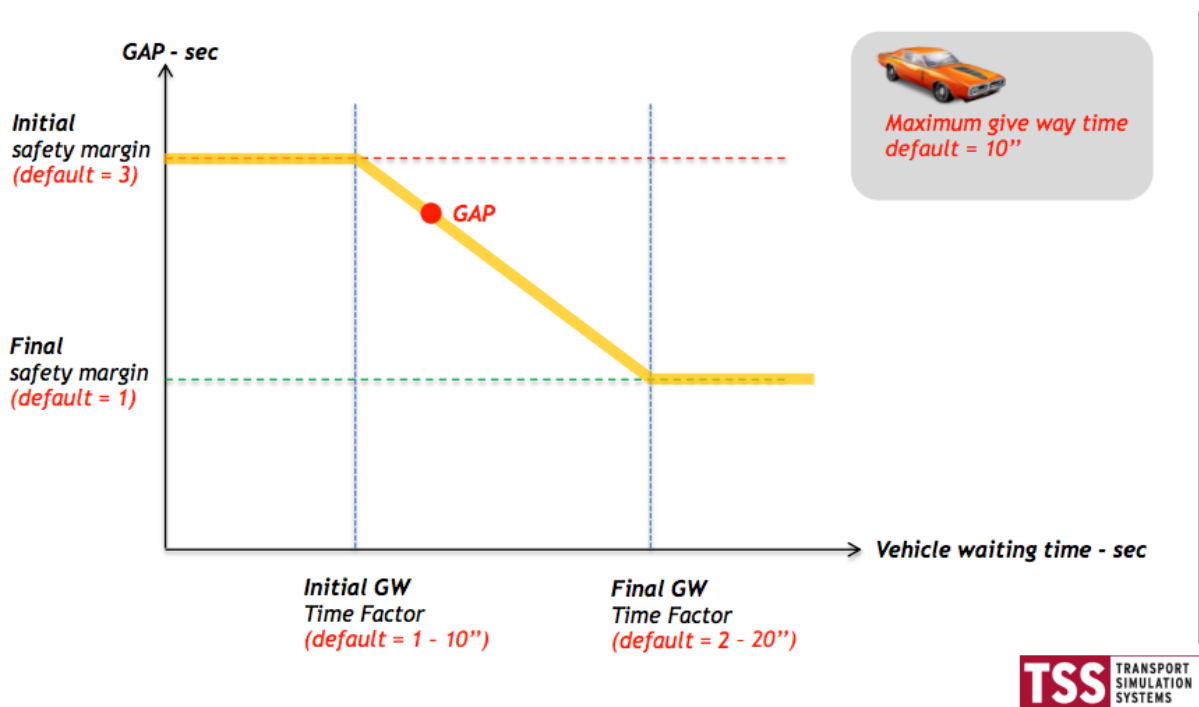 GAP - sec
Initial
safety margin
(default = 3)
Maximum give way time
default = 10’’
GAP
Final
safety margin
(default = 1)
Vehicle waiting time - sec
Initial GW
Time Factor
(default = 1 – 10’’)
Final GW
Time Factor
(default = 2 – 20’’)
TSS
TRANSPORT
SIMULATION
SYSTEMS